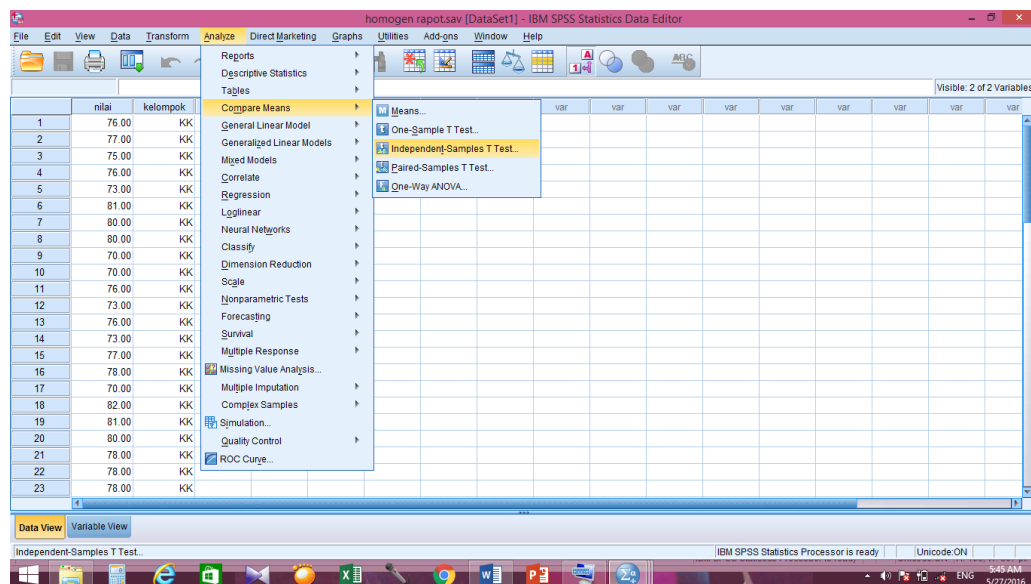 homogen rapot.sav [DataSet1] - IBM SPSS Statistics Data Editor
File Edit View Data Transform Analyze Direct Marketing Graphs Utilities Add-ons Window Help
Visible: 2 of 2 Variables
nilai kelompok var var var var var var var var var
1 76.00 KK
2 77.00 KK
3 75.00 KK
4 76.00 KK
5 73.00 KK
6 81.00 KK
7 80.00 KK
8 80.00 KK
9 70.00 KK
10 70.00 KK
11 76.00 KK
12 73.00 KK
13 76.00 KK
14 73.00 KK
15 77.00 KK
16 78.00 KK
17 70.00 KK
18 82.00 KK
19 81.00 KK
20 80.00 KK
21 78.00 KK
22 78.00 KK
23 78.00 KK
Reports
Descriptive Statistics
Tables
Compare Means
General Linear Model
Generalized Linear Models
Mixed Models
Correlate
Regression
Loglinear
Neural Networks
Classify
Dimension Reduction
Scale
Nonparametric Tests
Forecasting
Survival
Multiple Response
Missing Value Analysis...
Multiple Imputation
Complex Samples
Simulation...
Quality Control
ROC Curve...
Means...
One-Sample T Test...
Independent-Samples T Test...
Paired-Samples T Test...
One-Way ANOVA...
Data View Variable View
Independent-Samples T Test... IBM SPSS Statistics Processor is ready Unicode:ON
ENG 5:45 AM